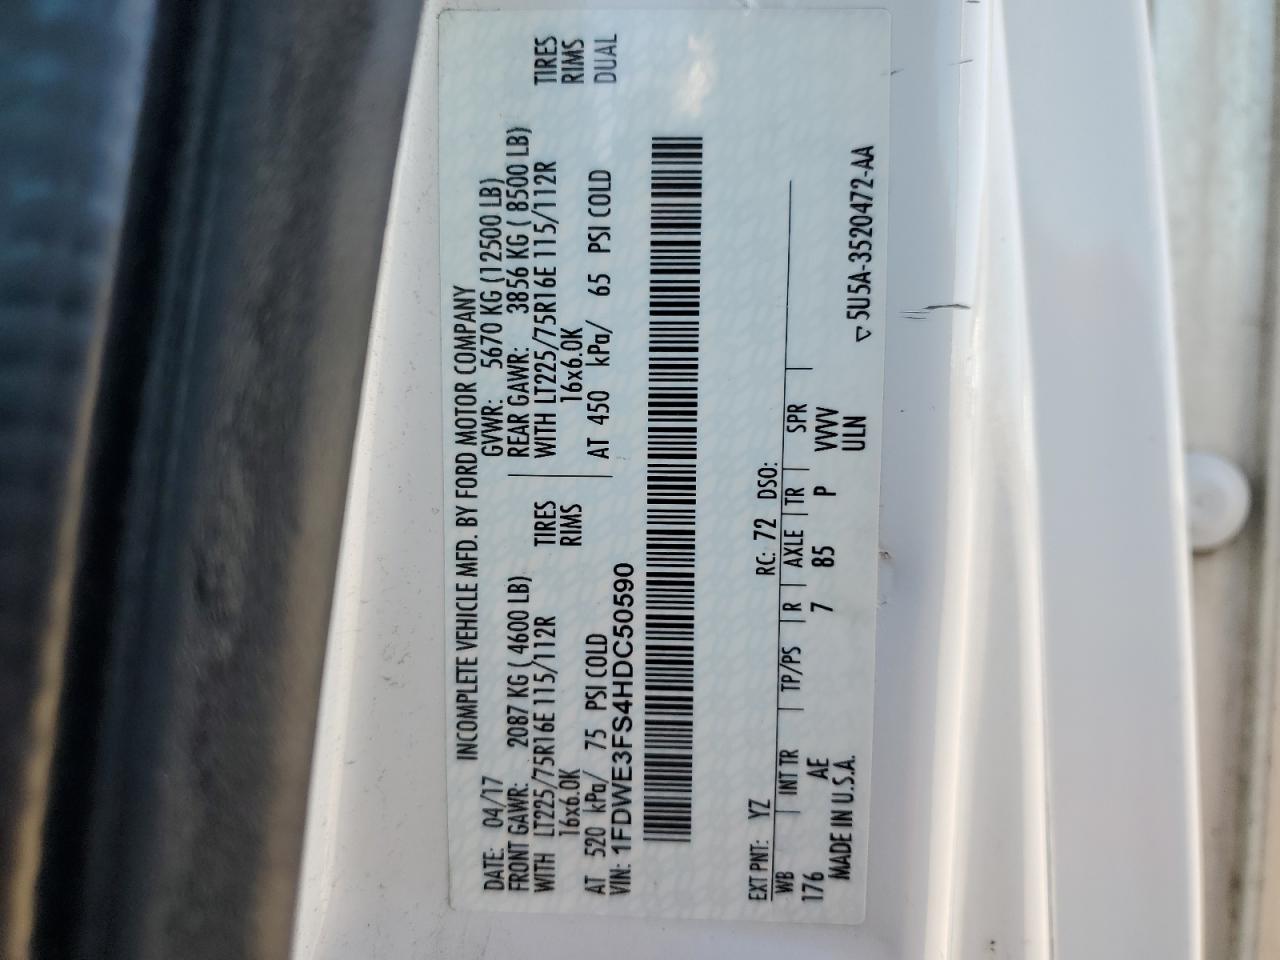 INCOMPLETE VEHICLE MFD. BY FORD MOTOR COMPANY
DATE: 04/17 GVWR: 5670 KG (12500 LB)
FRONT GAWR: 2087 KG ( 4600 LB) REAR GAWR: 3856 KG ( 8500 LB)
WITH LT225/75R16E 115/112R TIRES WITH LT225/75R16E 115/112R TIRES
16x6.0K RIMS 16x6.0K RIMS
AT 520 kPa/ 75 PSI COLD AT 450 kPa/ 65 PSI COLD DUAL
VIN: 1FDWE3FS4HDC50590
EXT PNT: YZ RC: 72 DSO:
WB INT TR TP/PS R AXLE TR SPR
176 AE 7 85 P VVV
MADE IN U.S.A. ULN
▽5U5A-3520472-AA